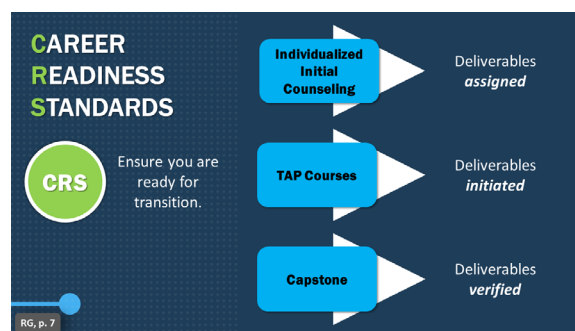 CAREER
READINESS
STANDARDS
CRS
Ensure you are
ready for
transition.
Individualized
Initial
Counseling
Deliverables
assigned
TAP Courses
Deliverables
initiated
Capstone
Deliverables
verified
RG, p. 7